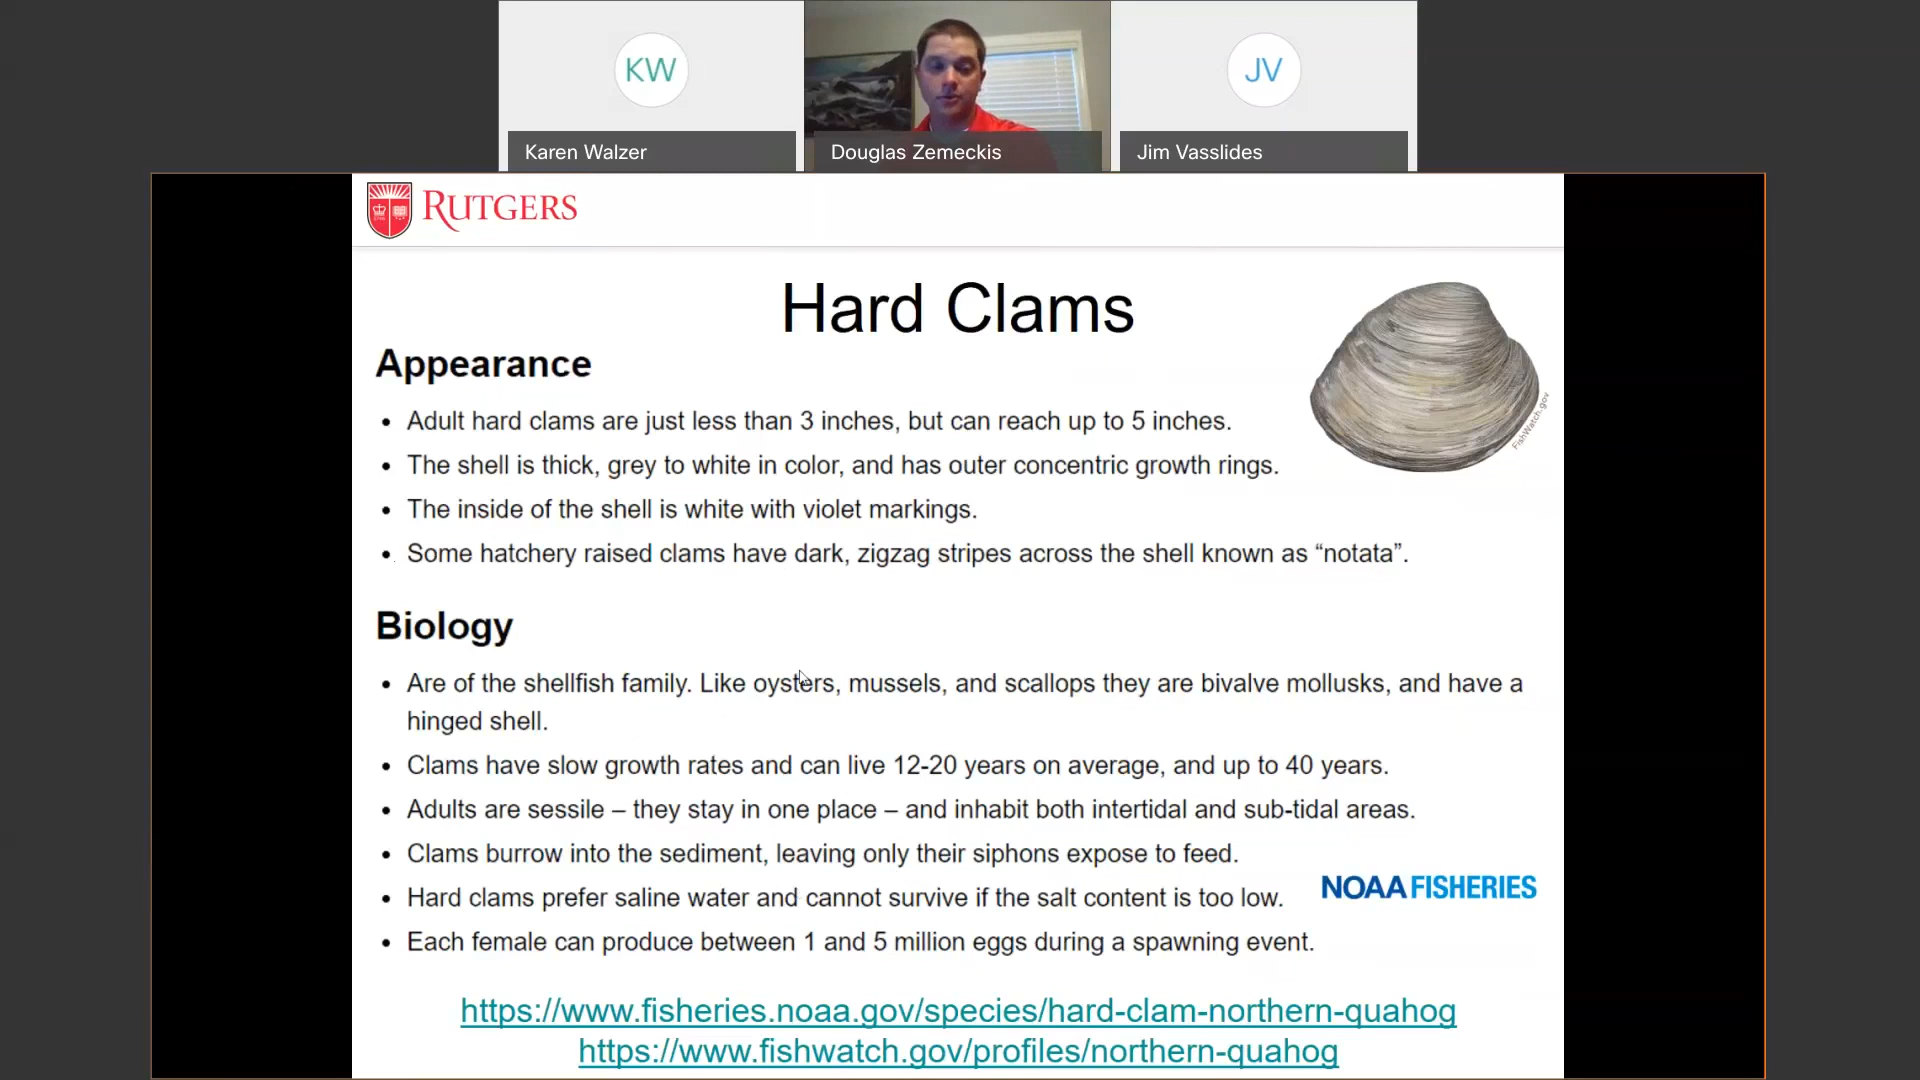 KW
JV
Karen Walzer
Douglas Zemeckis
Jim Vasslides
RUTGERS
Hard Clams
Appearance
• Adult hard clams are just less than 3 inches, but can reach up to 5 inches.
• The shell is thick, grey to white in color, and has outer concentric growth rings.
• The inside of the shell is white with violet markings.
• Some hatchery raised clams have dark, zigzag stripes across the shell known as “notata”.
FishWatch.gov
Biology
• Are of the shellfish family. Like oysters, mussels, and scallops they are bivalve mollusks, and have a
hinged shell.
• Clams have slow growth rates and can live 12-20 years on average, and up to 40 years.
• Adults are sessile – they stay in one place – and inhabit both intertidal and sub-tidal areas.
• Clams burrow into the sediment, leaving only their siphons expose to feed.
• Hard clams prefer saline water and cannot survive if the salt content is too low.
NOAA FISHERIES
• Each female can produce between 1 and 5 million eggs during a spawning event.
https://www.fisheries.noaa.gov/species/hard-clam-northern-quahog
https://www.fishwatch.gov/profiles/northern-quahog